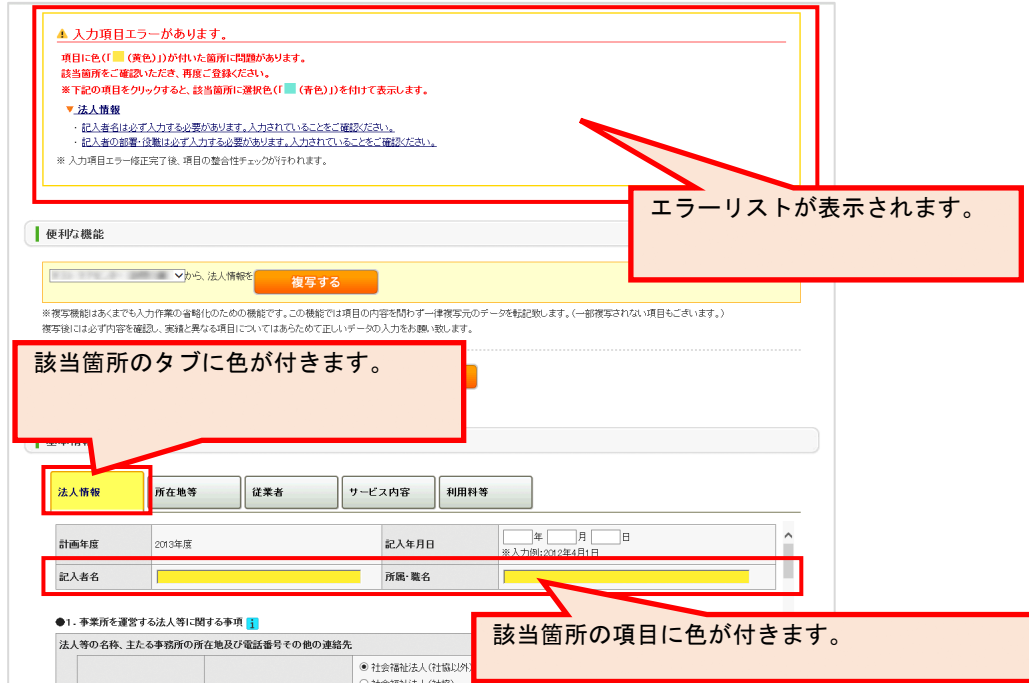 入力項目エラーがあります。
項目に色(「 (黄色)」)が付いた箇所に問題があります。
該当箇所をご確認いただき、再度ご登録ください。
※下記の項目をクリックすると、該当箇所に選択色(「 (青色)」)を付けて表示します。
▼法人情報
・ 記入者名は必ず入力する必要があります。入力されていることをご確認ください。
・ 記入者の部署・役職は必ず入力する必要があります。入力されていることをご確認ください。
※ 入力項目エラー修正完了後、項目の整合性チェックが行われます。
エラーリストが表示されます。
便利な機能
から、法人情報を 複写する
※複写機能はあくまでも入力作業の省略化のための機能です。この機能では項目の内容を問わず一律複写元のデータを転記致します。(一部複写されない項目もございます。)
複写後には必ず内容を確認し、実績と異なる項目についてはあらためて正しいデータの入力をお願い致します。
該当箇所のタブに色が付きます。
法人情報 所在地等 従業者 サービス内容 利用料等
計画年度 2013年度 記入年月日 年 月 日
※入力例:2012年4月1日
記入者名 所属・職名
●1. 事業所を運営する法人等に関する事項 i
該当箇所の項目に色が付きます。
法人等の名称、主たる事務所の所在地及び電話番号その他の連絡先
社会福祉法人(社協以外)